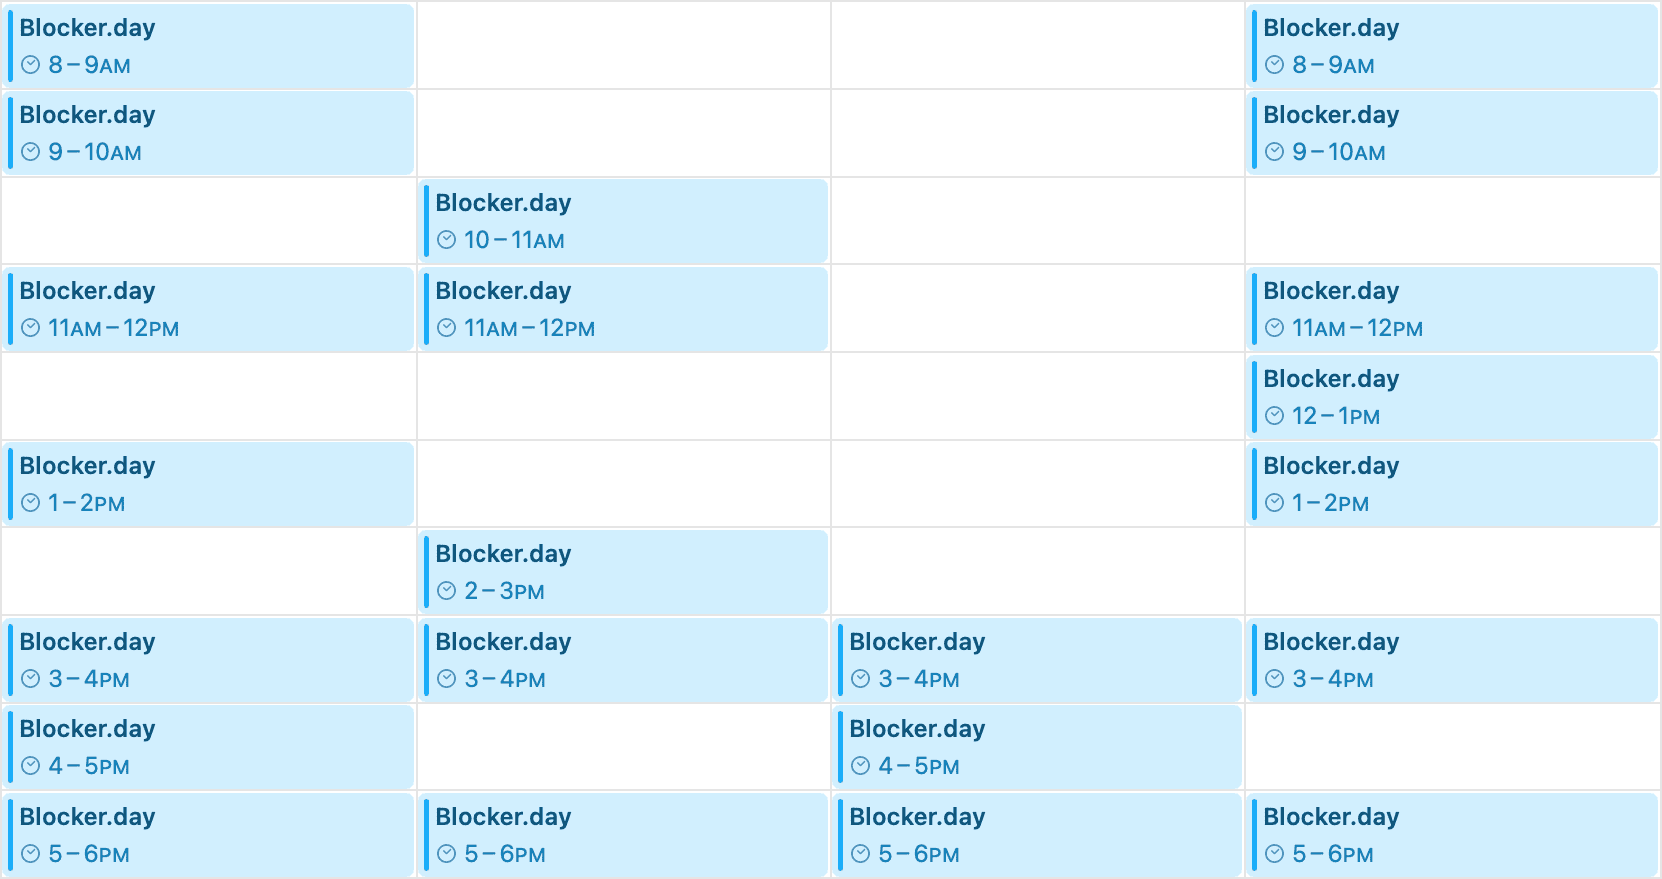 Blocker.day
8 – 9AM
Blocker.day
8 – 9AM
Blocker.day
9 – 10AM
Blocker.day
9 – 10AM
Blocker.day
10 – 11AM
Blocker.day
11AM – 12PM
Blocker.day
11AM – 12PM
Blocker.day
11AM – 12PM
Blocker.day
12 – 1PM
Blocker.day
1 – 2PM
Blocker.day
1 – 2PM
Blocker.day
2 – 3PM
Blocker.day
3 – 4PM
Blocker.day
3 – 4PM
Blocker.day
3 – 4PM
Blocker.day
3 – 4PM
Blocker.day
4 – 5PM
Blocker.day
4 – 5PM
Blocker.day
5 – 6PM
Blocker.day
5 – 6PM
Blocker.day
5 – 6PM
Blocker.day
5 – 6PM